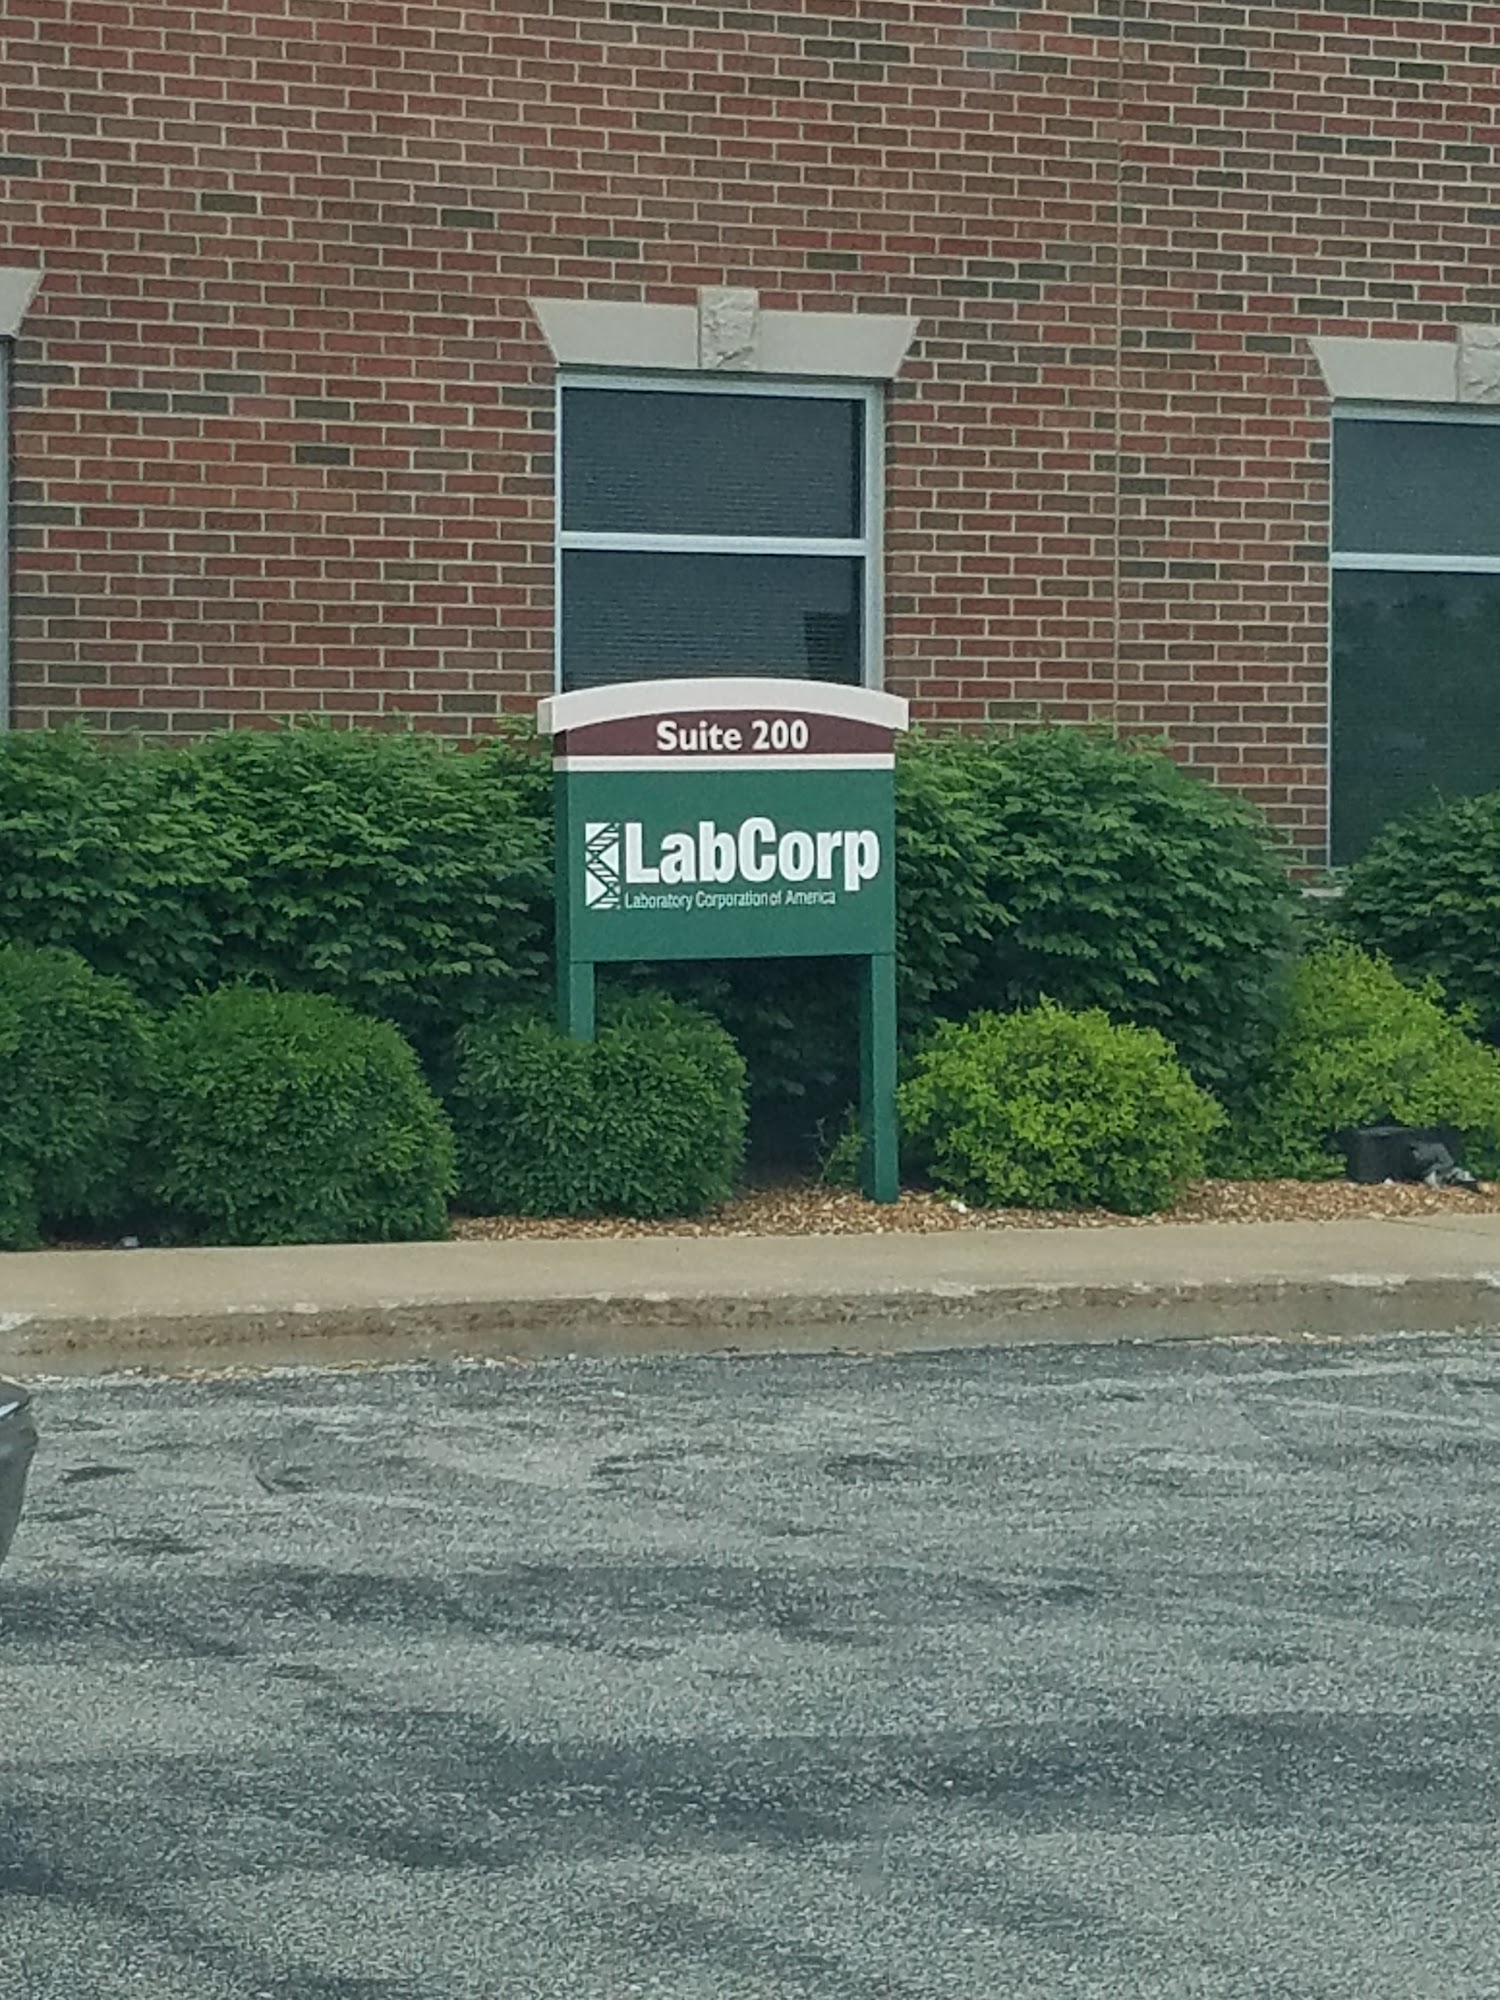 Suite 200
LabCorp
Laboratory Corporation of America